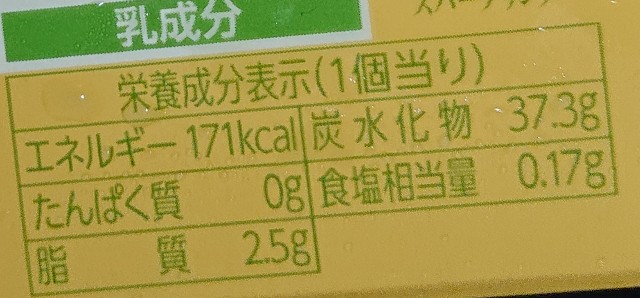 乳成分
栄養成分表示(1個当り)
エネルギー 171kcal 炭水化物 37.3g
たんぱく質 0g 食塩相当量 0.17g
脂質 2.5g